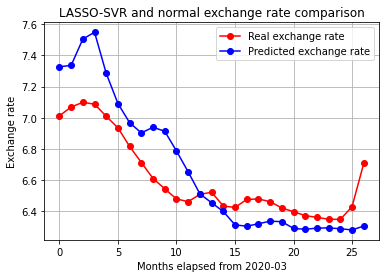 LASSO-SVR and normal exchange rate comparison
Real exchange rate
Predicted exchange rate
Exchange rate
7.6
7.4
7.2
7.0
6.8
6.6
6.4
0 5 10 15 20 25
Months elapsed from 2020-03